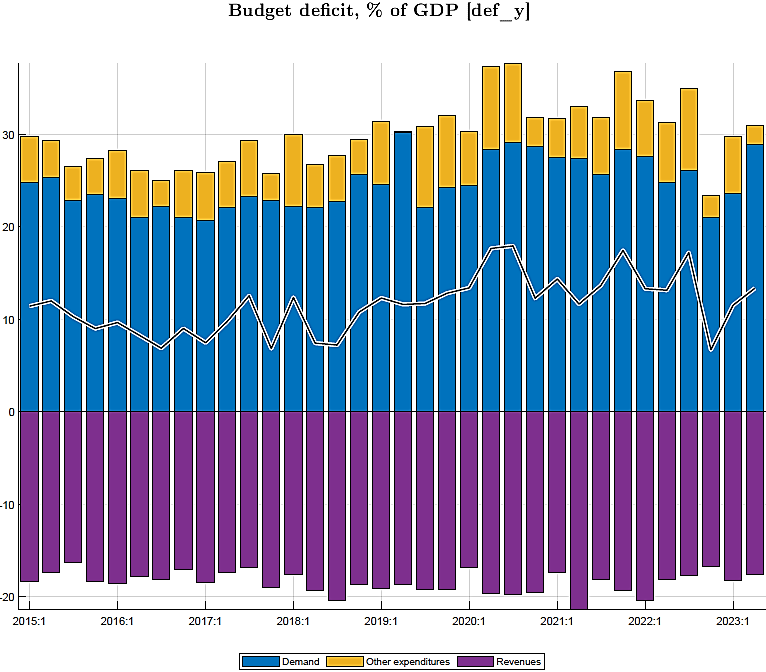 Budget deficit, % of GDP [def_y]
30
20
10
0
-10
-20
2015:1 2016:1 2017:1 2018:1 2019:1 2020:1 2021:1 2022:1 2023:1
Demand Other expenditures Revenues